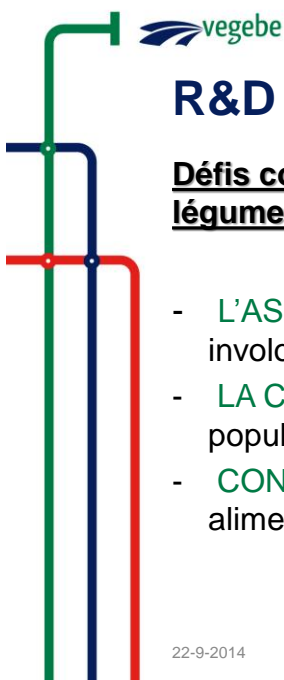 vegebe
R&D
Défis co
légume
- L'AS
involo
- LA C
popul
- CON
alime
22-9-2014